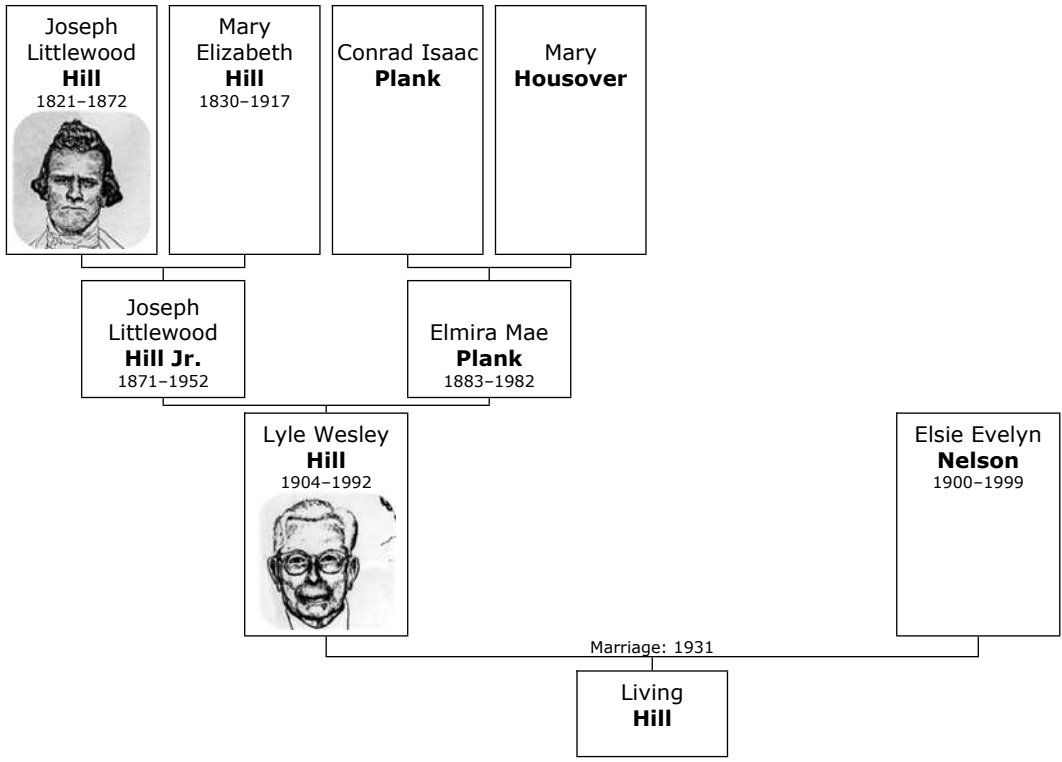 Joseph
Littlewood
Hill
1821–1872
Mary
Elizabeth
Hill
1830–1917
Conrad Isaac
Plank
Mary
Housover
Joseph
Littlewood
Hill Jr.
1871–1952
Elmira Mae
Plank
1883–1982
Lyle Wesley
Hill
1904–1992
Elsie Evelyn
Nelson
1900–1999
Marriage: 1931
Living
Hill